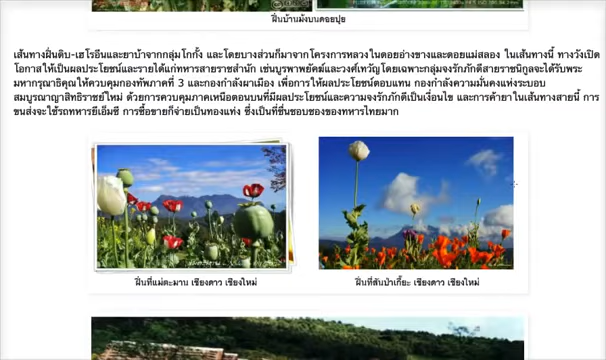 ฝิ่นบ้านม้งบนดอยปุย
เส้นทางฝิ่นดิบ-เฮโรอีนและยาบ้าจากกลุ่มโกกั้ง และโดยบางส่วนก็มาจากโครงการหลวงในดอยอ่างขางและดอยแม่สลอง ในเส้นทางนี้ ทางวังเปิด
โอกาสให้เป็นผลประโยชน์และรายได้แก่ทหารสายราชสำนัก เช่นบูรพาพยัคฆ์และวงศ์เทวัญ โดยเฉพาะกลุ่มจงรักภักดีสายราชนิกูลจะได้รับพระ
มหากรุณาธิคุณให้ควบคุมกองทัพภาคที่ 3 และกองกำลังผาเมือง เพื่อการให้ผลประโยชน์ตอบแทน กองกำลังความมั่นคงแห่งระบอบ
สมบูรณาญาสิทธิราชย์ใหม่ ด้วยการควบคุมภาคเหนือตอนบนที่มีผลประโยชน์และความจงรักภักดีเป็นเงื่อนไข และการค้ายาในเส้นทางสายนี้ การ
ขนส่งจะใช้รถทหารยีเอ็มซี การซื้อขายก็จ่ายเป็นทองแท่ง ซึ่งเป็นที่ชื่นชอบของทหารไทยมาก
ฝิ่นที่แม่ตะมาน เชียงดาว เชียงใหม่
ฝิ่นที่สันป่าเกี๊ยะ เชียงดาว เชียงใหม่